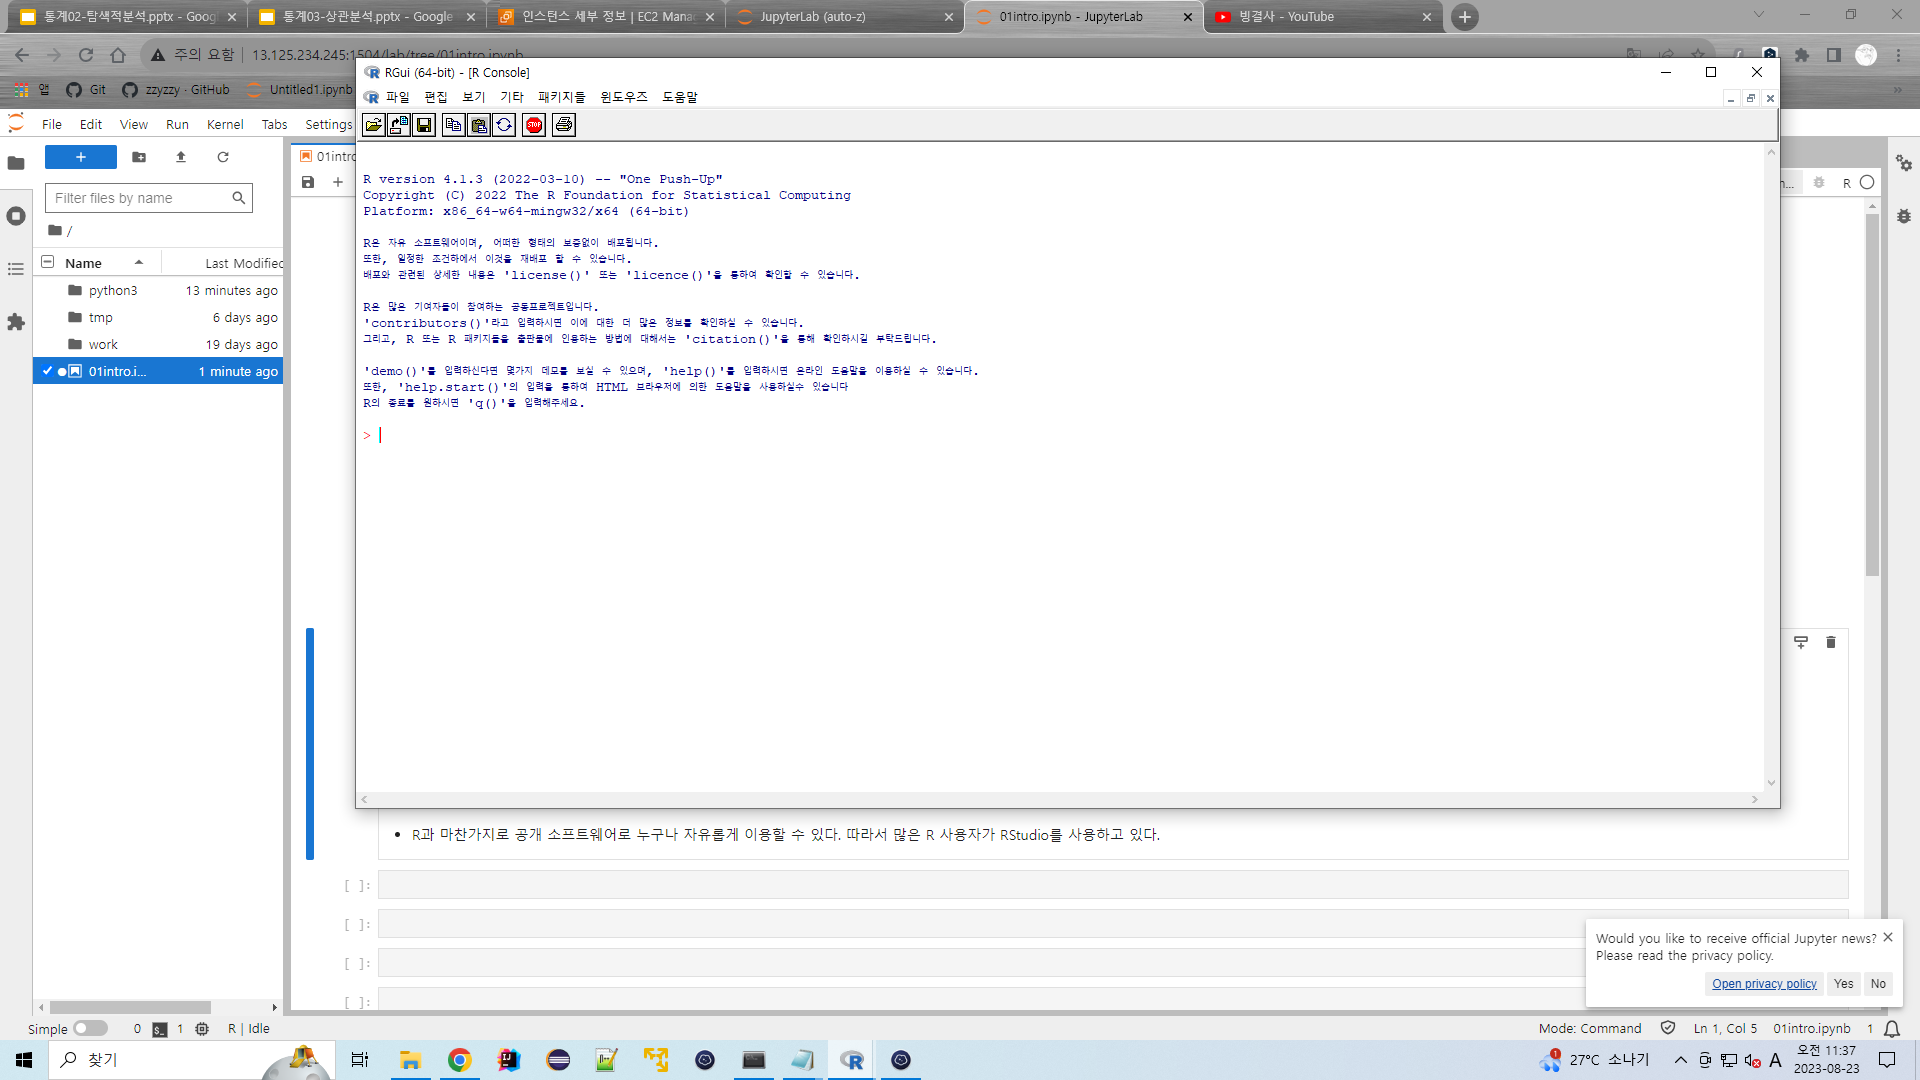 통계02-탐색적분석.pptx - Goog
통계03-상관분석.pptx - Google
인스턴스 세부 정보 | EC2 Mana
JupyterLab (auto-z)
01intro.ipynb - JupyterLab
빙결사 - YouTube
주의 요함
13.125.234.245:1504/lab/tree/01intro.ipynb
앱
Git
zzyzzy · GitHub
Untitled1.ipynb
RGui (64-bit) - [R Console]
파일 편집 보기 기타 패키지들 윈도우즈 도움말
File Edit View Run Kernel Tabs Settings
STOP
01intro
R
Filter files by name
/
Name Last Modified
python3 13 minutes ago
tmp 6 days ago
work 19 days ago
01intro.i... 1 minute ago
R version 4.1.3 (2022-03-10) -- "One Push-Up"
Copyright (C) 2022 The R Foundation for Statistical Computing
Platform: x86_64-w64-mingw32/x64 (64-bit)
R은 자유 소프트웨어이며, 어떠한 형태의 보증없이 배포됩니다.
또한, 일정한 조건하에서 이것을 재배포 할 수 있습니다.
배포와 관련된 상세한 내용은 'license()' 또는 'licence()'을 통하여 확인할 수 있습니다.
R은 많은 기여자들이 참여하는 공동프로젝트입니다.
'contributors()'라고 입력하시면 이에 대한 더 많은 정보를 확인하실 수 있습니다.
그리고, R 또는 R 패키지들을 출판물에 인용하는 방법에 대해서는 'citation()'을 통해 확인하시길 부탁드립니다.
'demo()'를 입력하신다면 몇가지 데모를 보실 수 있으며, 'help()'를 입력하시면 온라인 도움말을 이용하실 수 있습니다.
또한, 'help.start()'의 입력을 통하여 HTML 브라우저에 의한 도움말을 사용하실수 있습니다
R의 종료를 원하시면 'q()'을 입력해주세요.
>
• R과 마찬가지로 공개 소프트웨어로 누구나 자유롭게 이용할 수 있다. 따라서 많은 R 사용자가 RStudio를 사용하고 있다.
[ ]:
[ ]:
[ ]:
[ ]:
Would you like to receive official Jupyter news?
Please read the privacy policy.
Open privacy policy Yes No
Simple 0 1 R | Idle
Mode: Command Ln 1, Col 5 01intro.ipynb 1
찾기
27°C 소나기
A
오전 11:37
2023-08-23